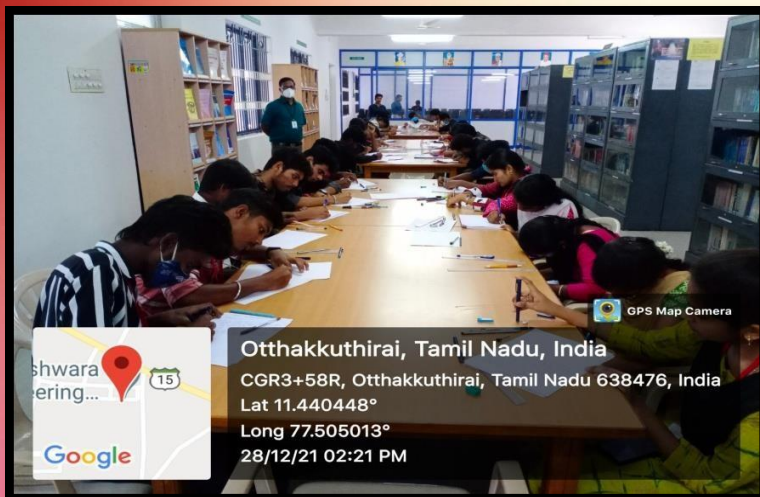 GPS Map Camera
shwara
eering...
15
Google
Otthakkuthirai, Tamil Nadu, India
CGR3+58R, Otthakkuthirai, Tamil Nadu 638476, India
Lat 11.440448°
Long 77.505013°
28/12/21 02:21 PM